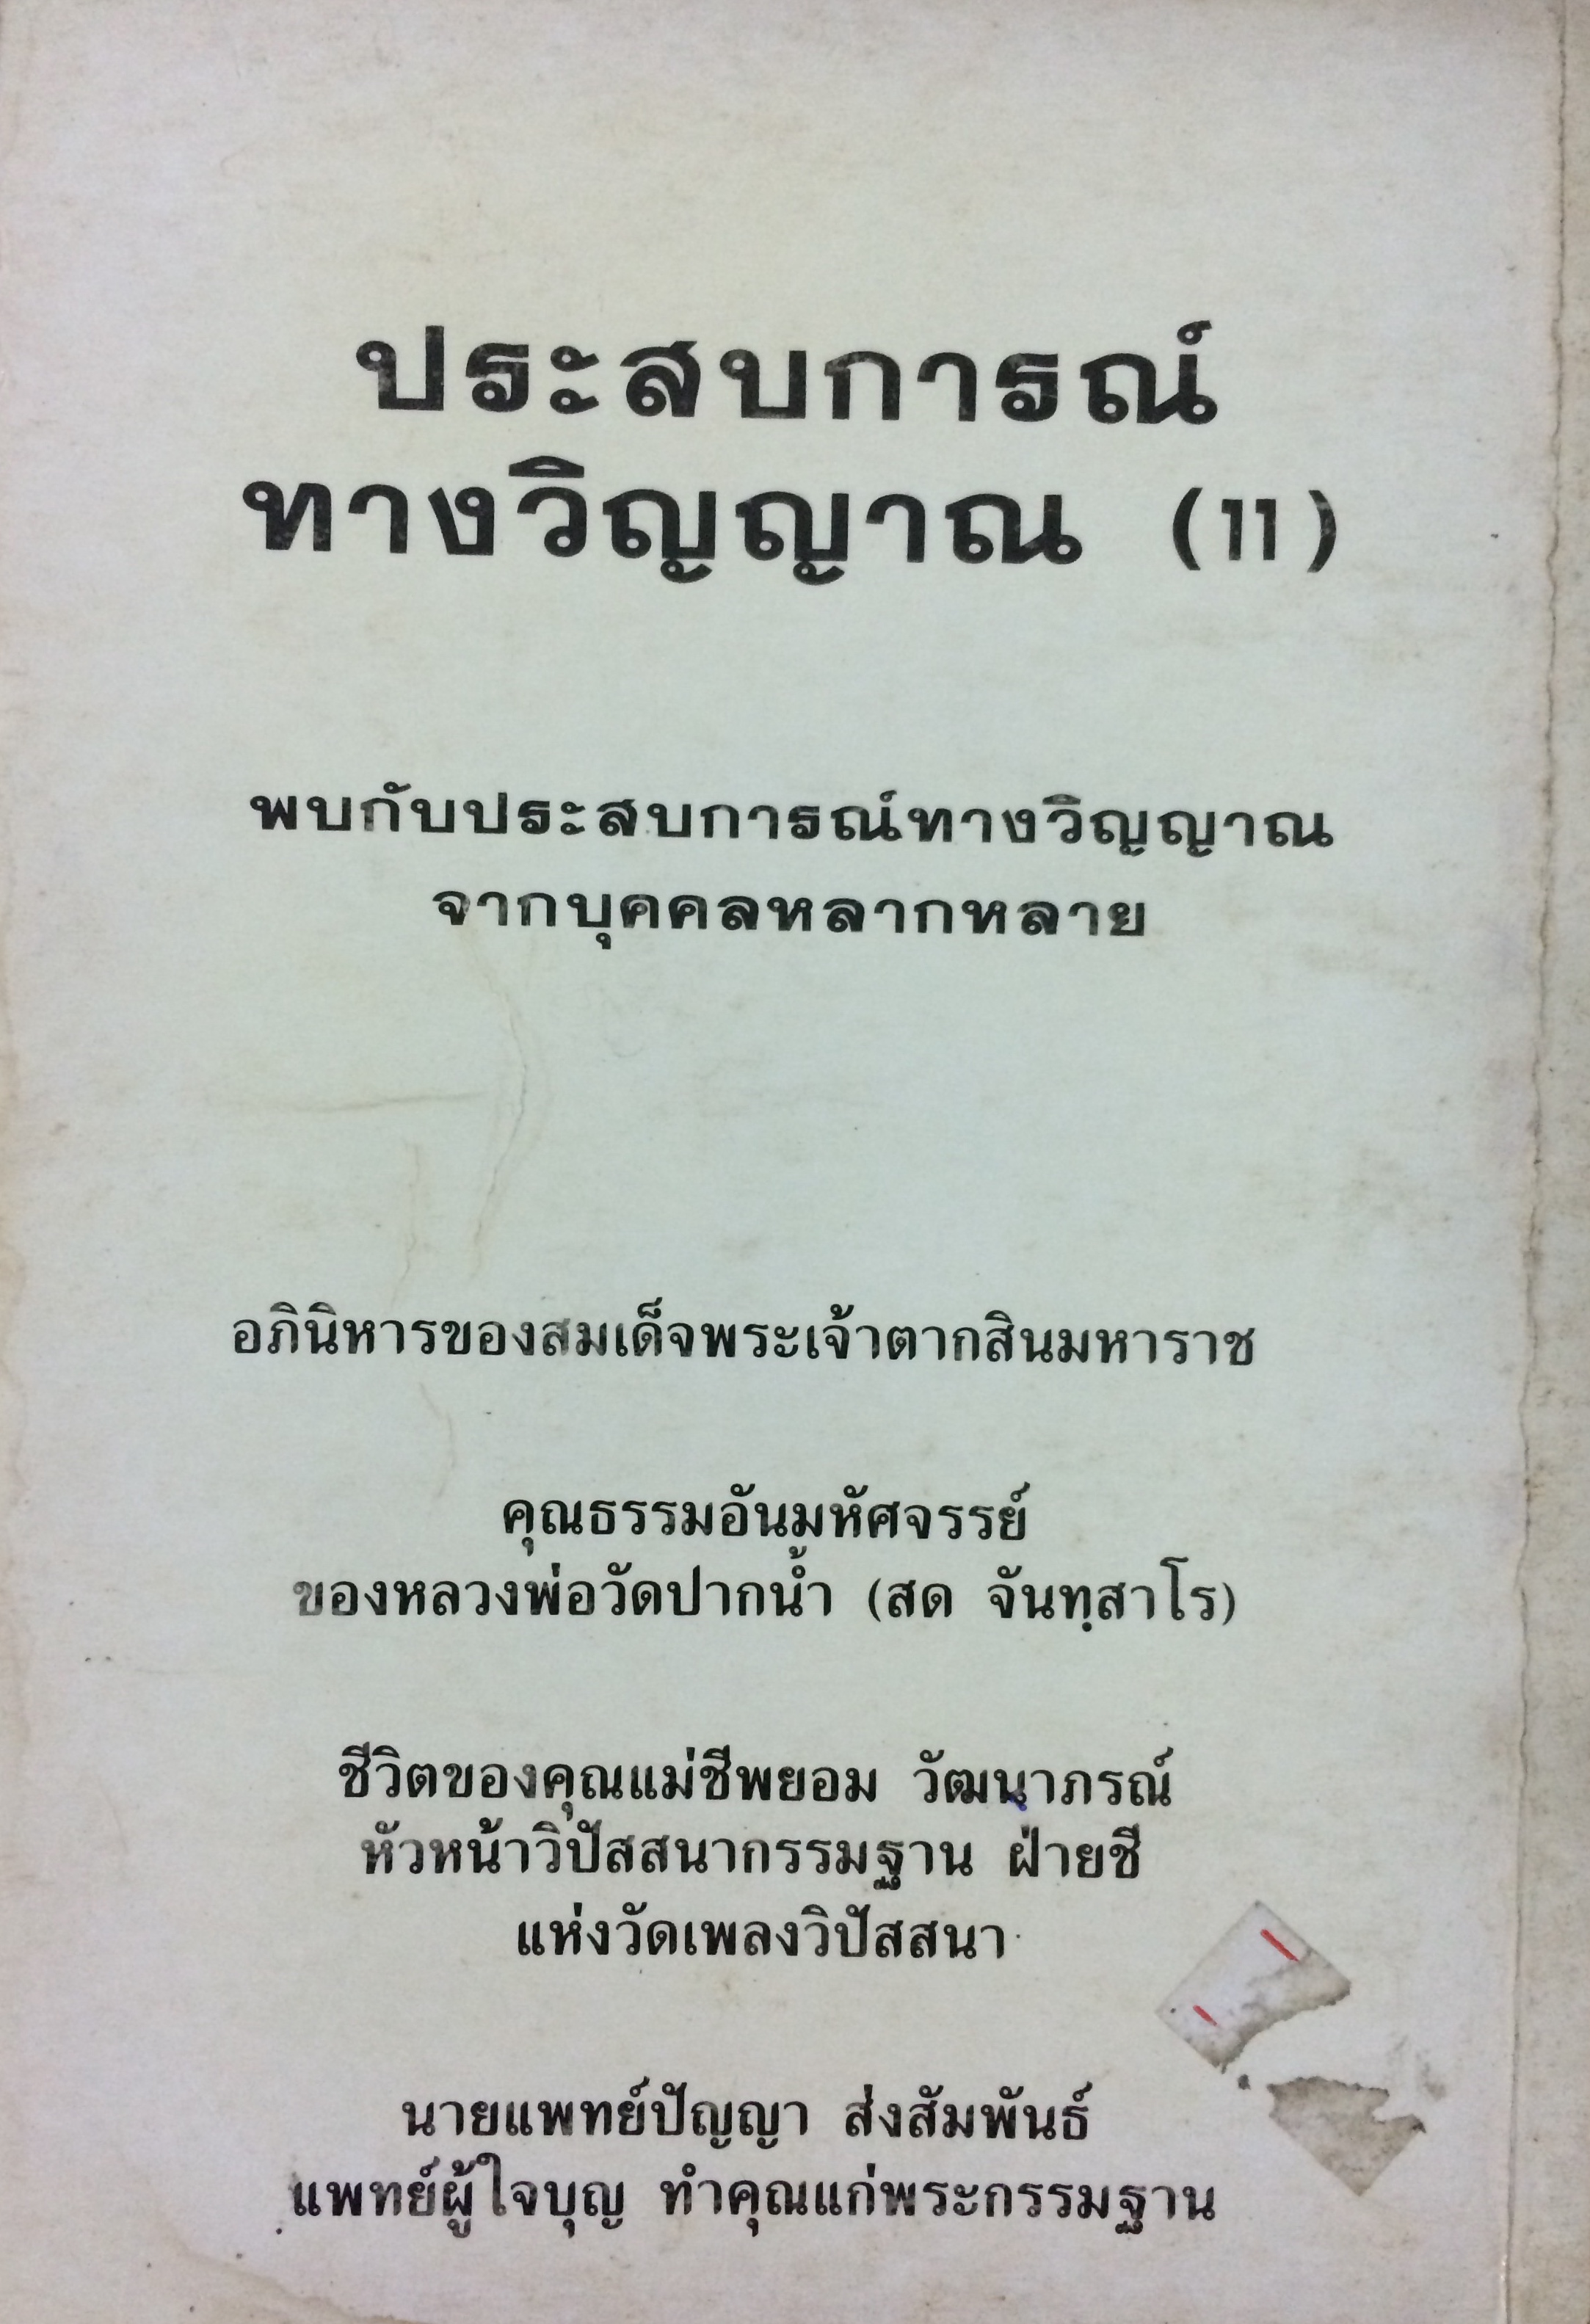 ประสบการณ์
ทางวิญญาณ (11)
พบกับประสบการณ์ทางวิญญาณ
จากบุคคลหลากหลาย
อภินิหารของสมเด็จพระเจ้าตากสินมหาราช
คุณธรรมอันมหัศจรรย์
ของหลวงพ่อวัดปากน้ำ (สด จันทฺสาโร)
ชีวิตของคุณแม่ชีพยอม วัฒนาภรณ์
หัวหน้าวิปัสสนากรรมฐาน ฝ่ายชี
แห่งวัดเพลงวิปัสสนา
นายแพทย์ปัญญา ส่งสัมพันธ์
แพทย์ผู้ใจบุญ ทำคุณแก่พระกรรมฐาน